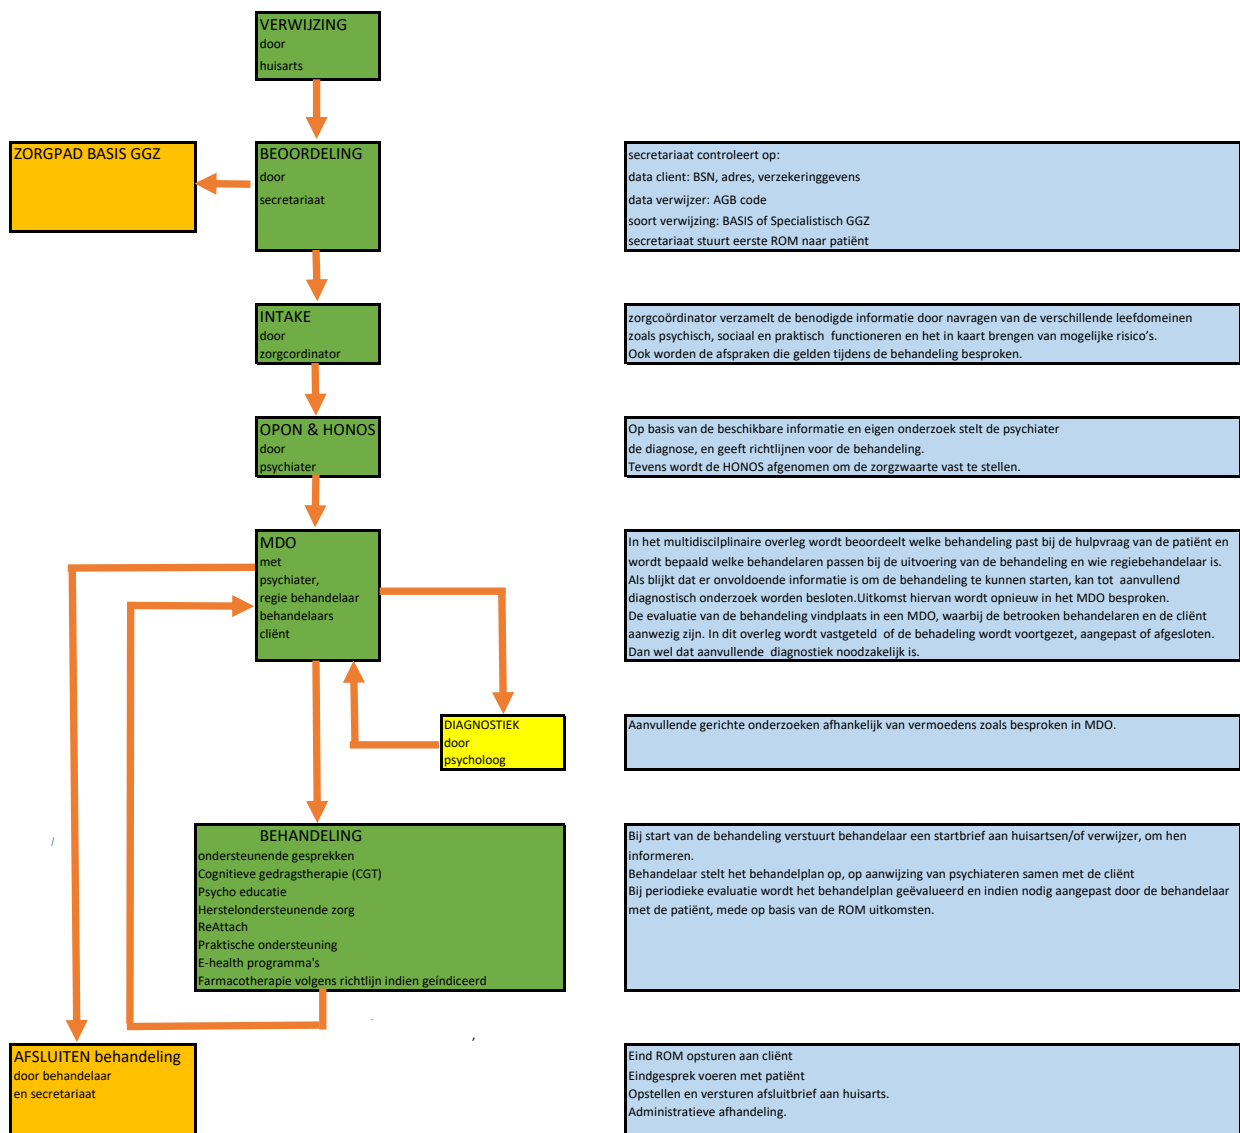 VERWIJZING
door
huisarts
ZORGPAD BASIS GGZ
BEOORDELING
door
secretariaat
secretariaat controleert op:
data client: BSN, adres, verzekeringgevens
data verwijzer: AGB code
soort verwijzing: BASIS of Specialistisch GGZ
secretariaat stuurt eerste ROM naar patiënt
INTAKE
door
zorgcordinator
zorgcoördinator verzamelt de benodigde informatie door navragen van de verschillende leefdomeinen
zoals psychisch, sociaal en praktisch functioneren en het in kaart brengen van mogelijke risico's.
Ook worden de afspraken die gelden tijdens de behandeling besproken.
OPON & HONOS
door
psychiater
Op basis van de beschikbare informatie en eigen onderzoek stelt de psychiater
de diagnose, en geeft richtlijnen voor de behandeling.
Tevens wordt de HONOS afgenomen om de zorgzwaarte vast te stellen.
MDO
met
psychiater,
regie behandelaar
behandelaars
cliënt
In het multidiscilplinaire overleg wordt beoordeelt welke behandeling past bij de hulpvraag van de patiënt en
wordt bepaald welke behandelaren passen bij de uitvoering van de behandeling en wie regiebehandelaar is.
Als blijkt dat er onvoldoende informatie is om de behandeling te kunnen starten, kan tot aanvullend
diagnostisch onderzoek worden besloten.Uitkomst hiervan wordt opnieuw in het MDO besproken.
De evaluatie van de behandeling vindplaats in een MDO, waarbij de betrooken behandelaren en de cliënt
aanwezig zijn. In dit overleg wordt vastgeteld of de behadeling wordt voortgezet, aangepast of afgesloten.
Dan wel dat aanvullende diagnostiek noodzakelijk is.
DIAGNOSTIEK
door
psycholoog
Aanvullende gerichte onderzoeken afhankelijk van vermoedens zoals besproken in MDO.
BEHANDELING
ondersteunende gesprekken
Cognitieve gedragstherapie (CGT)
Psycho educatie
Herstelondersteunende zorg
ReAttach
Praktische ondersteuning
E-health programma's
Farmacotherapie volgens richtlijn indien geíndiceerd
Bij start van de behandeling verstuurt behandelaar een startbrief aan huisartsen/of verwijzer, om hen
informeren.
Behandelaar stelt het behandelplan op, op aanwijzing van psychiateren samen met de cliënt
Bij periodieke evaluatie wordt het behandelplan geëvalueerd en indien nodig aangepast door de behandelaar
met de patiënt, mede op basis van de ROM uitkomsten.
/
-
,
AFSLUITEN behandeling
door behandelaar
en secretariaat
Eind ROM opsturen aan cliënt
Eindgesprek voeren met patiënt
Opstellen en versturen afsluitbrief aan huisarts.
Administratieve afhandeling.